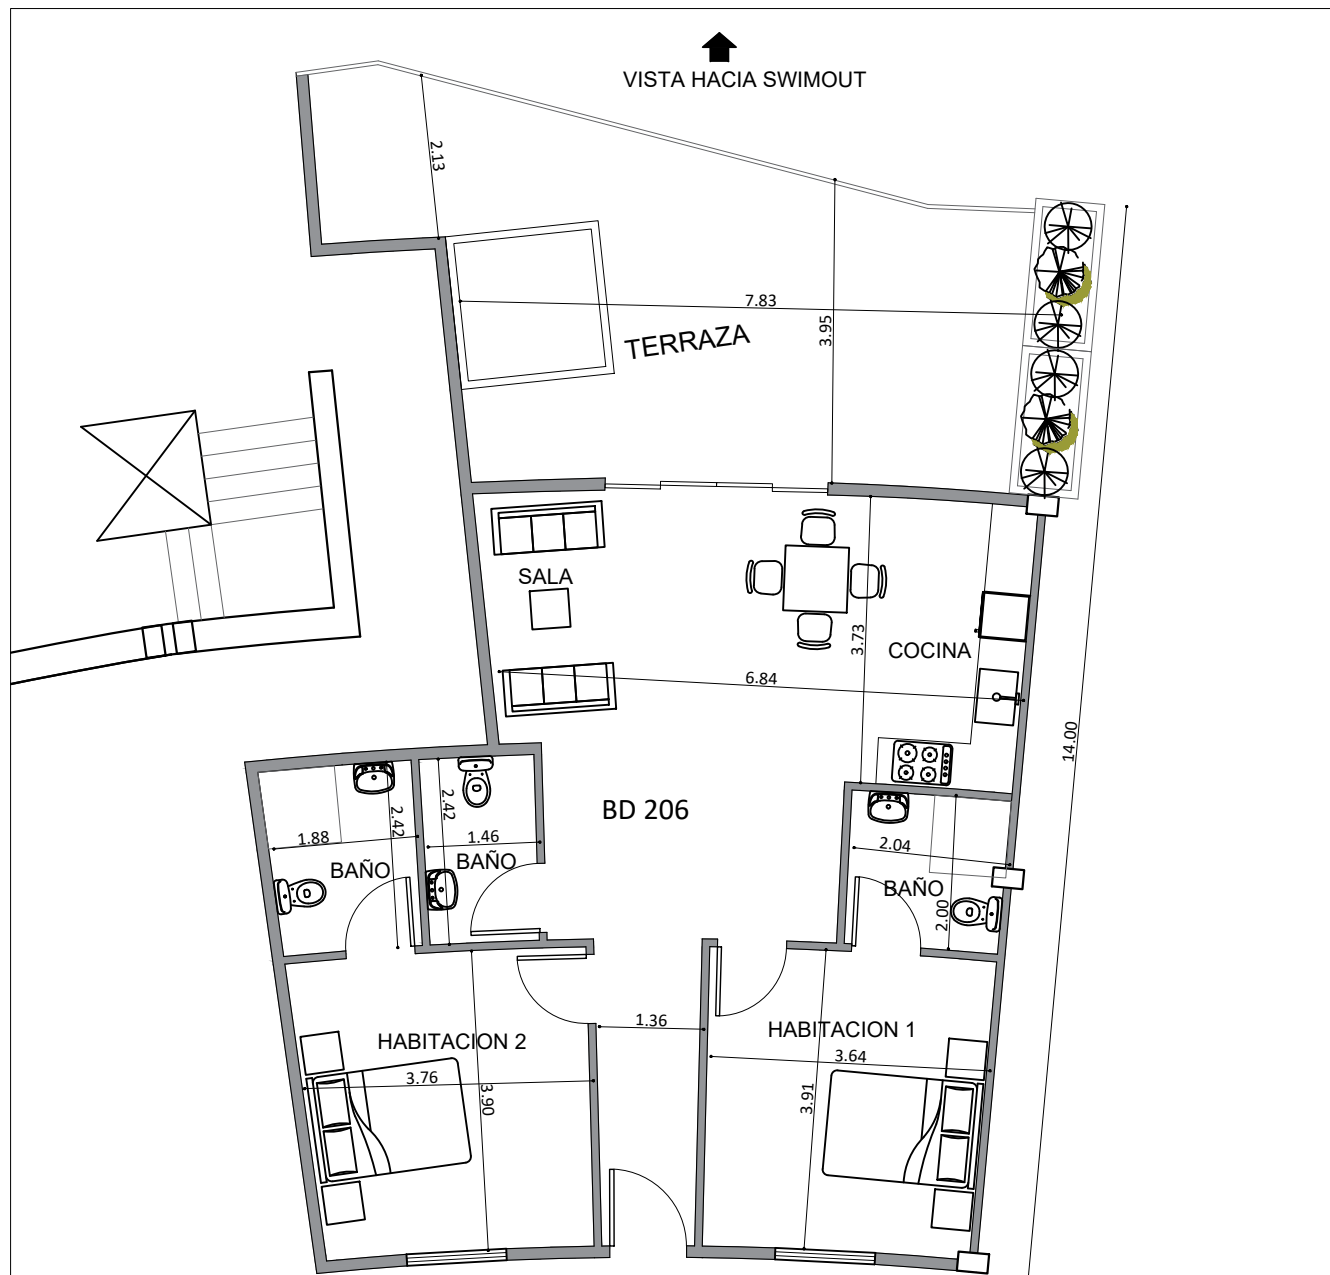 VISTA HACIA SWIMOUT
2.13
7.83
3.95
TERRAZA
SALA
COCINA
3.73
6.84
14.00
BD 206
2.42
2.42
1.88
1.46
BAÑO
BAÑO
2.04
BAÑO
2.00
1.36
HABITACION 2
HABITACION 1
3.76
3.90
3.64
3.91